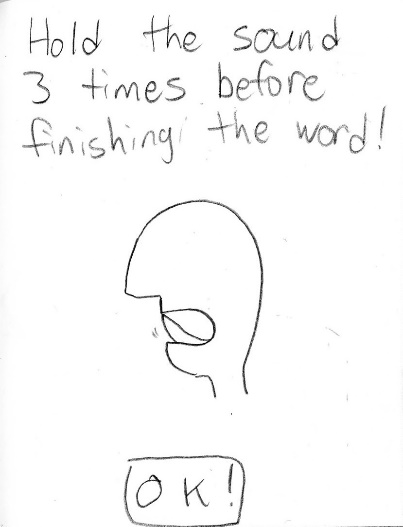 Hold the sound
3 times before
finishing the word!
OK!